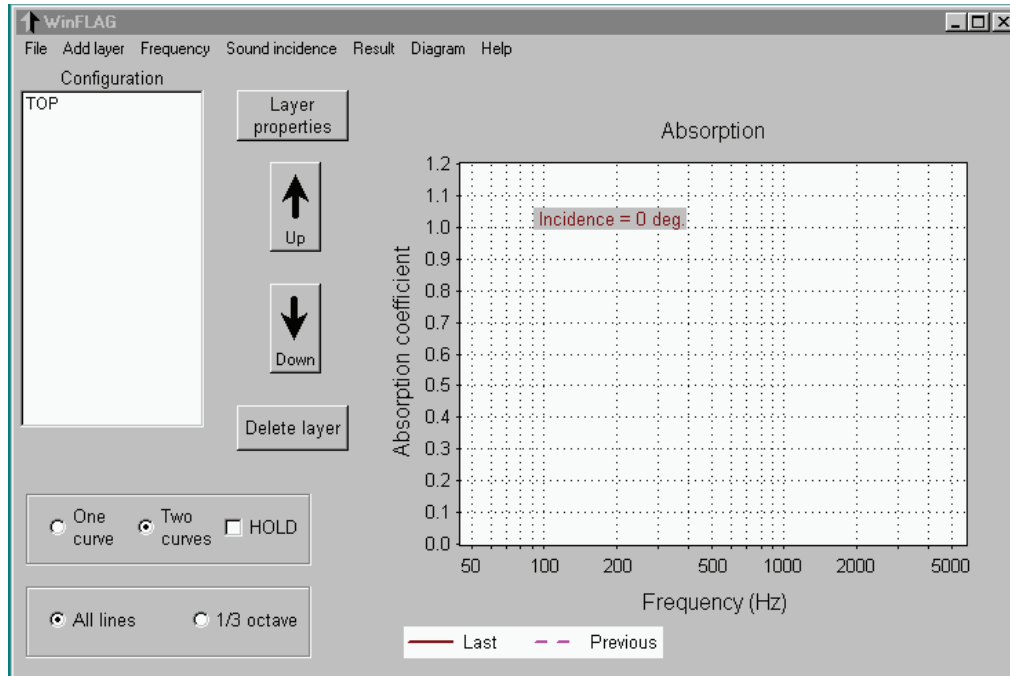 WinFLAG
File Add layer Frequency Sound incidence Result Diagram Help
Configuration
TOP
Layer
properties
Up
Down
Delete layer
One
curve
Two
curves
HOLD
All lines
1/3 octave
Absorption
Absorption coefficient
1.2
1.1
1.0
0.9
0.8
0.7
0.6
0.5
0.4
0.3
0.2
0.1
0.0
Incidence = 0 deg.
50 100 200 500 1000 2000 5000
Frequency (Hz)
Last Previous